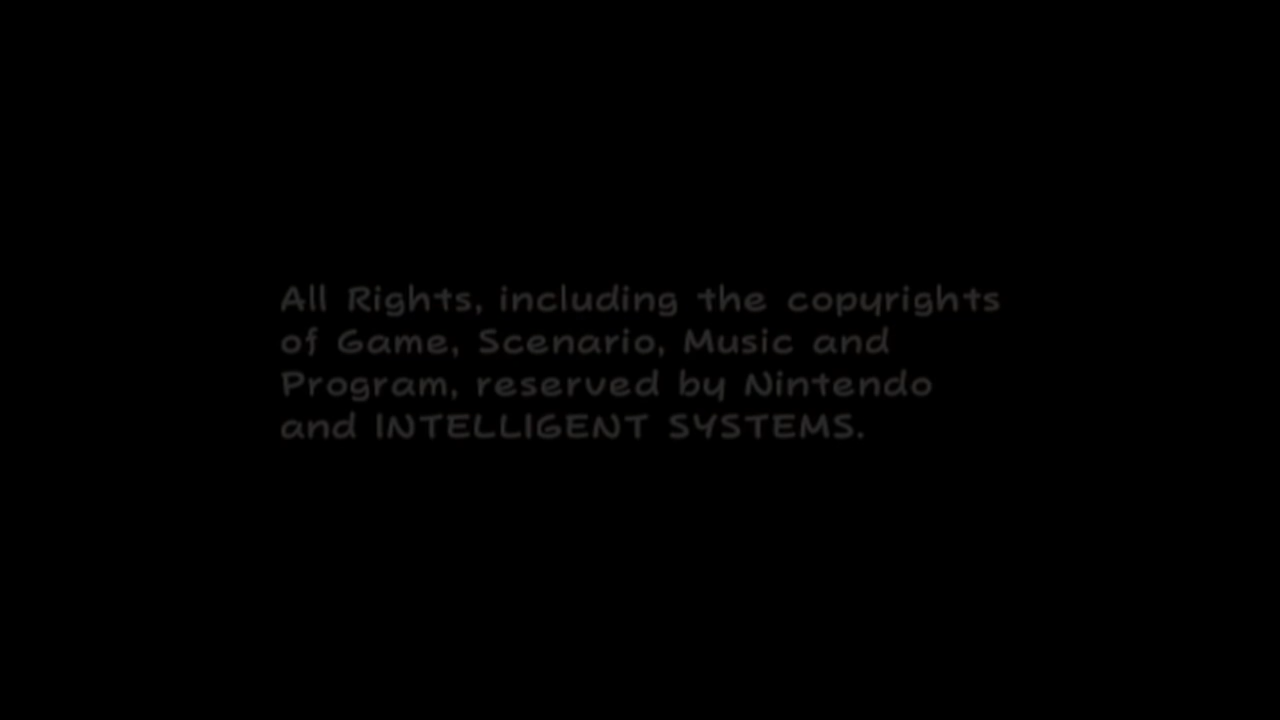 All Rights, including the copyrights
of Game, Scenario, Music and
Program, reserved by Nintendo
and INTELLIGENT SYSTEMS.